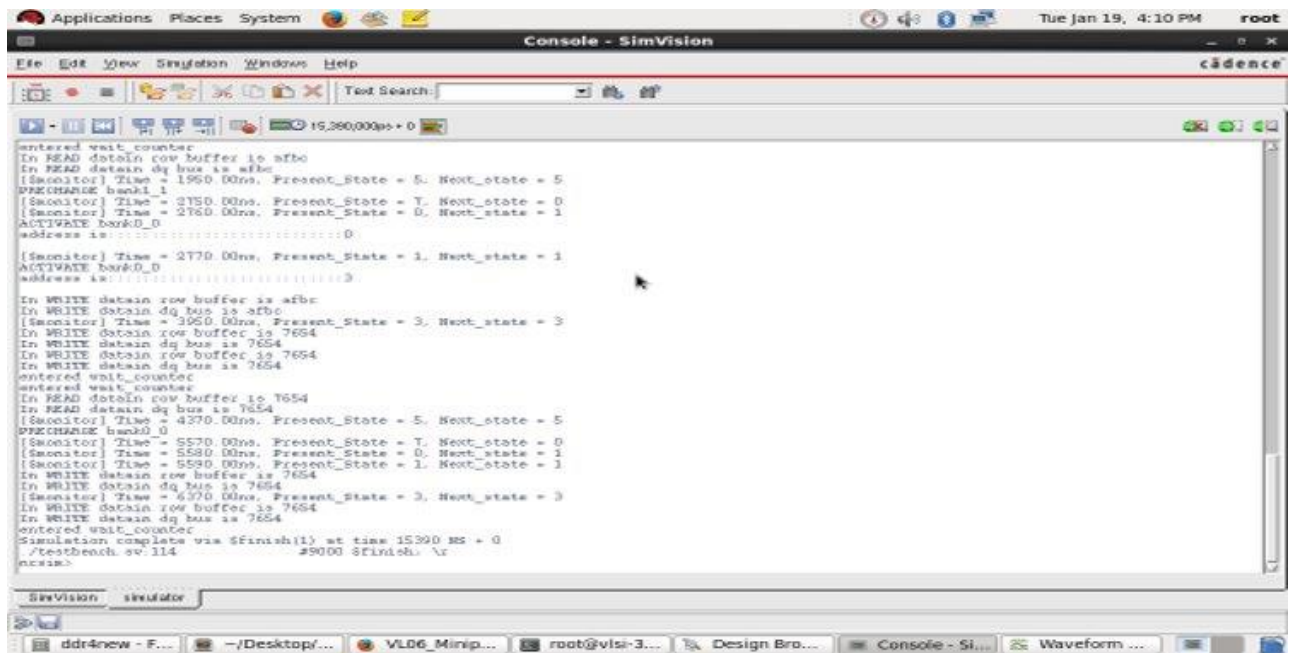 Applications Places System Tue Jan 19, 4:10 PM root
Console - SimVision
File Edit View Simulation Windows Help cādence
Text Search:
15,390,000ps + 0
entered wait_counter
In READ datain row buffer is afbc
In READ datain dq bus is afbc
[$monitor] Time = 1950.00ns, Present_State = 5, Next_state = 5
PRECHARGE bank1_1
[$monitor] Time = 2750.00ns, Present_State = 7, Next_state = 0
[$monitor] Time = 2760.00ns, Present_State = 0, Next_state = 1
ACTIVATE bank0_0
address is::::::::::::::::::::::::::::::0
[$monitor] Time = 2770.00ns, Present_State = 1, Next_state = 1
ACTIVATE bank0_0
address is::::::::::::::::::::::::::::::3
In WRITE datain row buffer is afbc
In WRITE datain dq bus is afbc
[$monitor] Time = 3950.00ns, Present_State = 3, Next_state = 3
In WRITE datain row buffer is 7654
In WRITE datain dq bus is 7654
In WRITE datain row buffer is 7654
In WRITE datain dq bus is 7654
entered wait_counter
entered wait_counter
In READ datain row buffer is 7654
In READ datain dq bus is 7654
[$monitor] Time = 4370.00ns, Present_State = 5, Next_state = 5
PRECHARGE bank0_0
[$monitor] Time = 5570.00ns, Present_State = 7, Next_state = 0
[$monitor] Time = 5580.00ns, Present_State = 0, Next_state = 1
[$monitor] Time = 5590.00ns, Present_State = 1, Next_state = 1
In WRITE datain row buffer is 7654
In WRITE datain dq bus is 7654
[$monitor] Time = 6370.00ns, Present_State = 3, Next_state = 3
In WRITE datain row buffer is 7654
In WRITE datain dq bus is 7654
entered wait_counter
Simulation complete via $finish(1) at time 15390 NS + 0
./testbench.sv:114 #9000 $finish; \r
ncsim>
SimVision simulator
ddr4new - F... ~/Desktop/... VL06_Minip... root@vlsi-3... Design Bro... Console - Si... Waveform ...